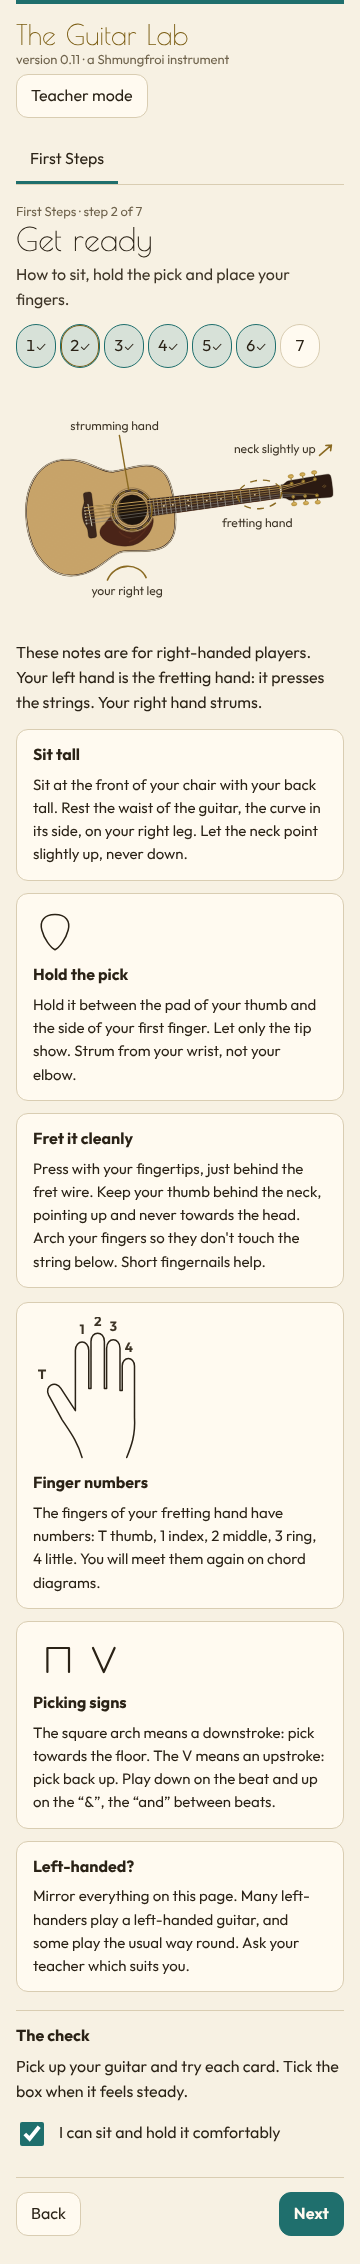 The Guitar Lab
version 0.11 · a Shmungfroi instrument
Teacher mode
First Steps
First Steps · step 2 of 7
Get ready
How to sit, hold the pick and place your
fingers.
1✓ 2✓ 3✓ 4✓ 5✓ 6✓ 7
strumming hand
neck slightly up
fretting hand
your right leg
These notes are for right-handed players.
Your left hand is the fretting hand: it presses
the strings. Your right hand strums.
Sit tall
Sit at the front of your chair with your back
tall. Rest the waist of the guitar, the curve in
its side, on your right leg. Let the neck point
slightly up, never down.
Hold the pick
Hold it between the pad of your thumb and
the side of your first finger. Let only the tip
show. Strum from your wrist, not your
elbow.
Fret it cleanly
Press with your fingertips, just behind the
fret wire. Keep your thumb behind the neck,
pointing up and never towards the head.
Arch your fingers so they don't touch the
string below. Short fingernails help.
T 1 2 3 4
Finger numbers
The fingers of your fretting hand have
numbers: T thumb, 1 index, 2 middle, 3 ring,
4 little. You will meet them again on chord
diagrams.
Picking signs
The square arch means a downstroke: pick
towards the floor. The V means an upstroke:
pick back up. Play down on the beat and up
on the “&”, the “and” between beats.
Left-handed?
Mirror everything on this page. Many left-
handers play a left-handed guitar, and
some play the usual way round. Ask your
teacher which suits you.
The check
Pick up your guitar and try each card. Tick the
box when it feels steady.
I can sit and hold it comfortably
Back
Next